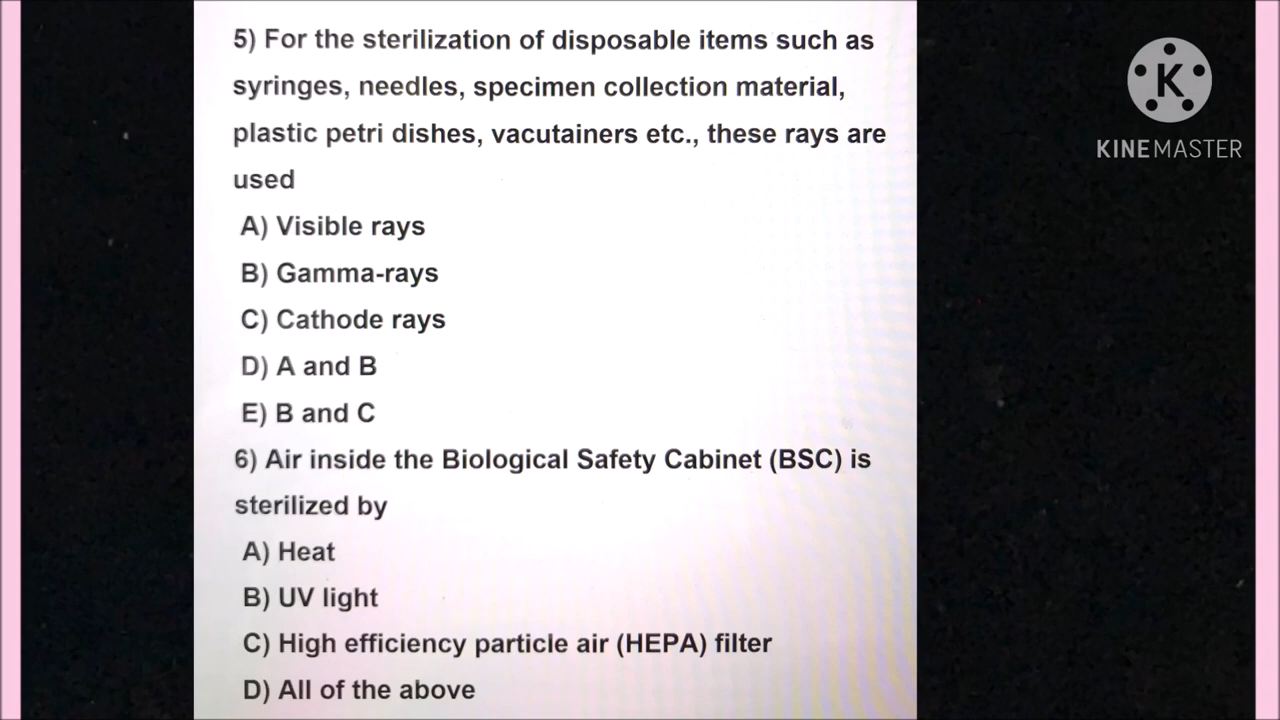 5) For the sterilization of disposable items such as
syringes, needles, specimen collection material,
plastic petri dishes, vacutainers etc., these rays are
used
A) Visible rays
B) Gamma-rays
C) Cathode rays
D) A and B
E) B and C
6) Air inside the Biological Safety Cabinet (BSC) is
sterilized by
A) Heat
B) UV light
C) High efficiency particle air (HEPA) filter
D) All of the above
K
KINEMASTER